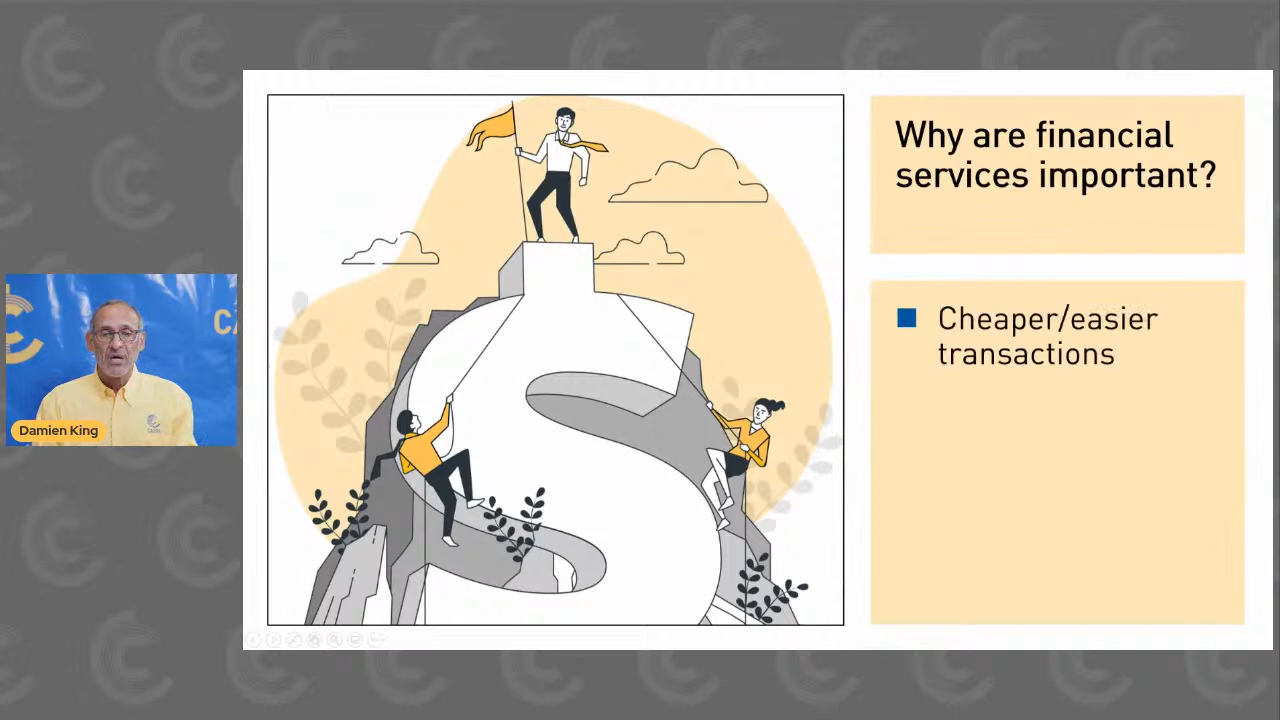 Why are financial
services important?
Cheaper/easier
transactions
Damien King